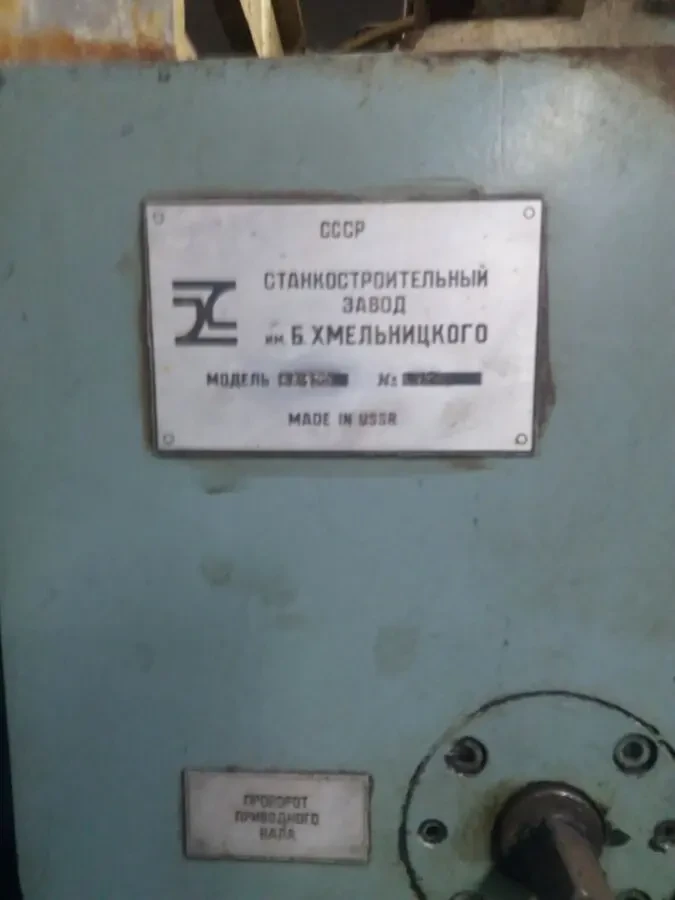 СССР
СТАНКОСТРОИТЕЛЬНЫЙ
ЗАВОД
им. Б. ХМЕЛЬНИЦКОГО
МОДЕЛЬ №
MADE IN USSR
ПРОВОРОТ
ПРИВОДНОГО
ВАЛА